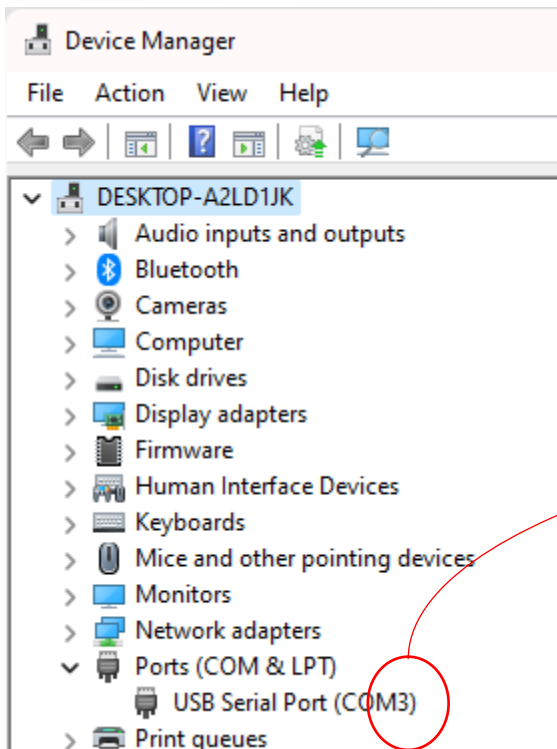 Device Manager
File Action View Help
DESKTOP-A2LD1JK
Audio inputs and outputs
Bluetooth
Cameras
Computer
Disk drives
Display adapters
Firmware
Human Interface Devices
Keyboards
Mice and other pointing devices
Monitors
Network adapters
Ports (COM & LPT)
USB Serial Port (COM3)
Print queues